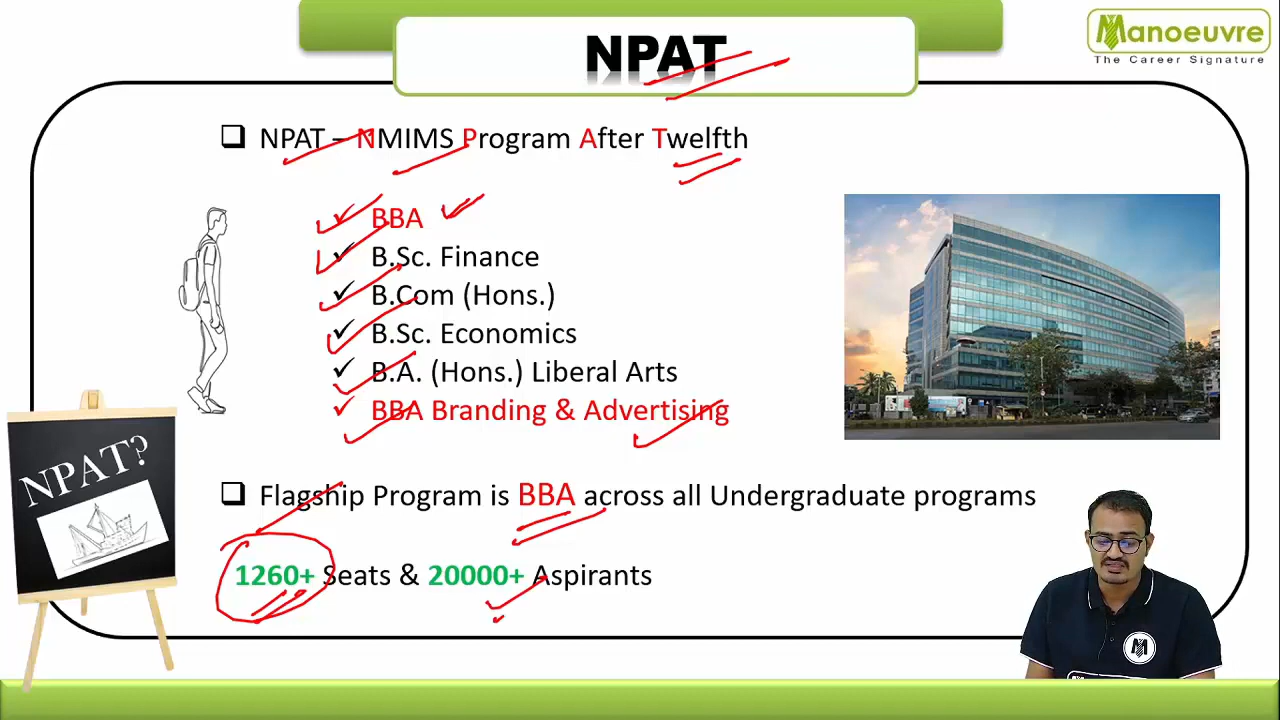 NPAT
Manoeuvre
The Career Signature
NPAT – NMIMS Program After Twelfth
BBA
B.Sc. Finance
B.Com (Hons.)
B.Sc. Economics
B.A. (Hons.) Liberal Arts
BBA Branding & Advertising
NPAT?
Flagship Program is BBA across all Undergraduate programs
1260+ Seats & 20000+ Aspirants